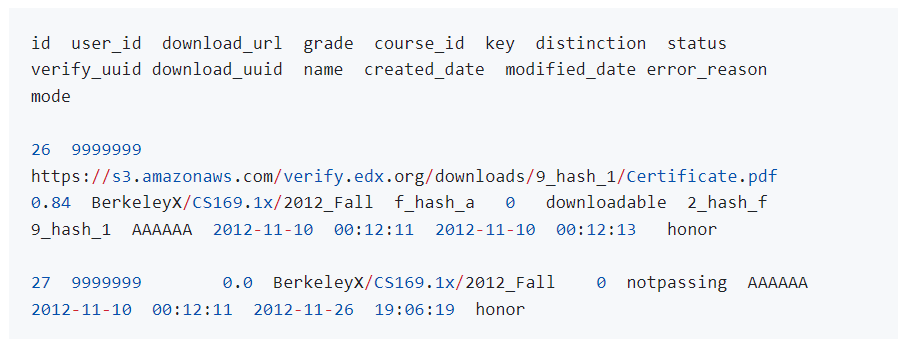 id  user_id  download_url  grade  course_id  key  distinction  status
verify_uuid download_uuid  name  created_date  modified_date error_reason
mode
26  9999999
https://s3.amazonaws.com/verify.edx.org/downloads/9_hash_1/Certificate.pdf
0.84  BerkeleyX/CS169.1x/2012_Fall  f_hash_a   0   downloadable  2_hash_f
9_hash_1  AAAAAA  2012-11-10  00:12:11  2012-11-10  00:12:13   honor
27  9999999        0.0  BerkeleyX/CS169.1x/2012_Fall    0  notpassing  AAAAAA
2012-11-10  00:12:11  2012-11-26  19:06:19  honor